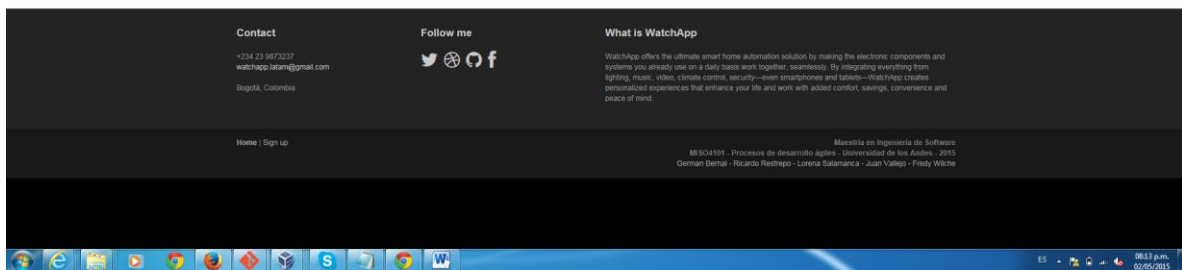 Contact
+234 23 9873237
watchapp.latam@gmail.com
Bogotá, Colombia
Follow me
What is WatchApp
WatchApp offers the ultimate smart home automation solution by making the electronic components and
systems you already use on a daily basis work together, seamlessly. By integrating everything from
lighting, music, video, climate control, security—even smartphones and tablets—WatchApp creates
personalized experiences that enhance your life and work with added comfort, savings, convenience and
peace of mind.
Home | Sign up
Maestría en Ingeniería de Software
MISO4101 - Procesos de desarrollo ágiles - Universidad de los Andes - 2015
German Bernal - Ricardo Restrepo - Lorena Salamanca - Juan Vallejo - Fredy Wilche
ES
08:13 p.m.
02/05/2015